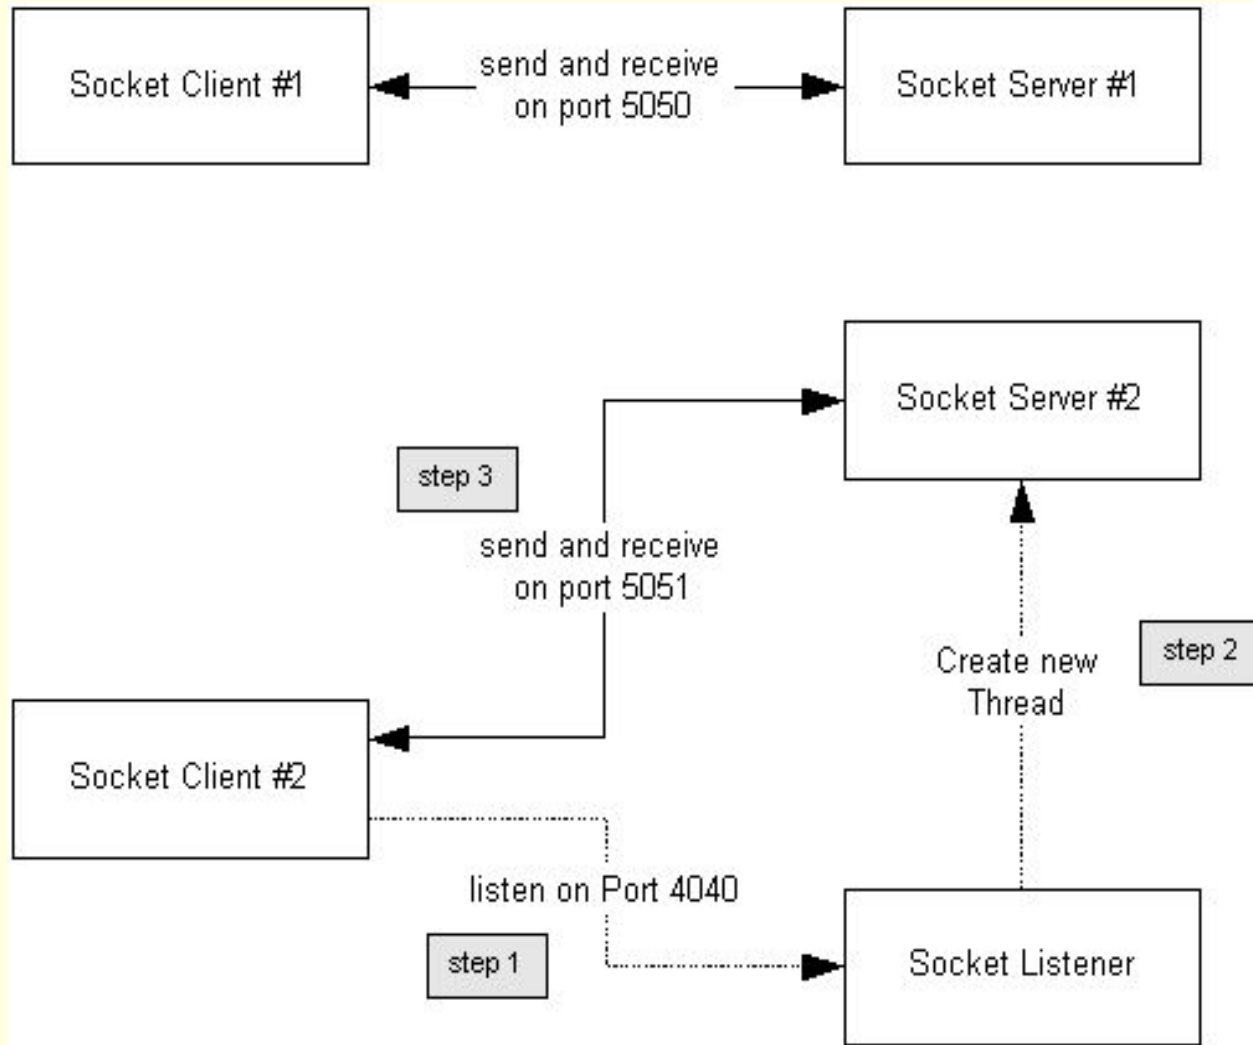 Socket Client #1
send and receive
on port 5050
Socket Server #1
Socket Server #2
step 3
send and receive
on port 5051
Create new
Thread
step 2
Socket Client #2
listen on Port 4040
step 1
Socket Listener